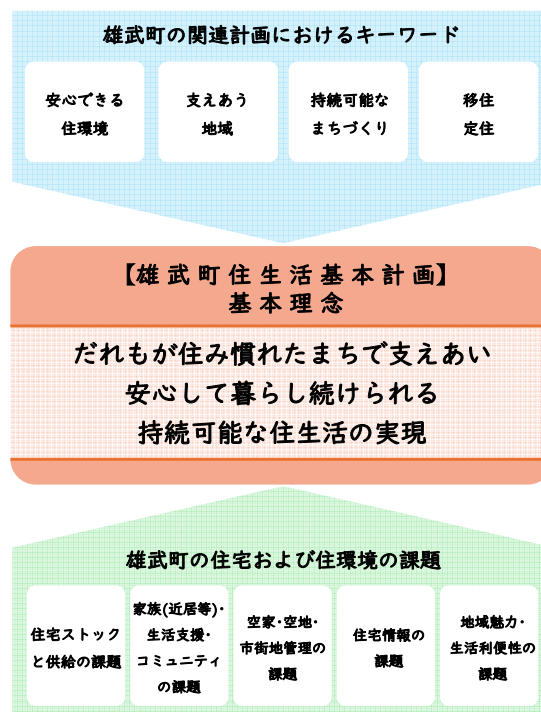 雄武町の関連計画におけるキーワード
安心できる
住環境
支えあう
地域
持続可能な
まちづくり
移住
定住
【雄武町住生活基本計画】
基本理念
だれもが住み慣れたまちで支えあい
安心して暮らし続けられる
持続可能な住生活の実現
雄武町の住宅および住環境の課題
住宅ストック
と供給の課題
家族(近居等)・
生活支援・
コミュニティ
の課題
空家・空地・
市街地管理の
課題
住宅情報の
課題
地域魅力・
生活利便性の
課題